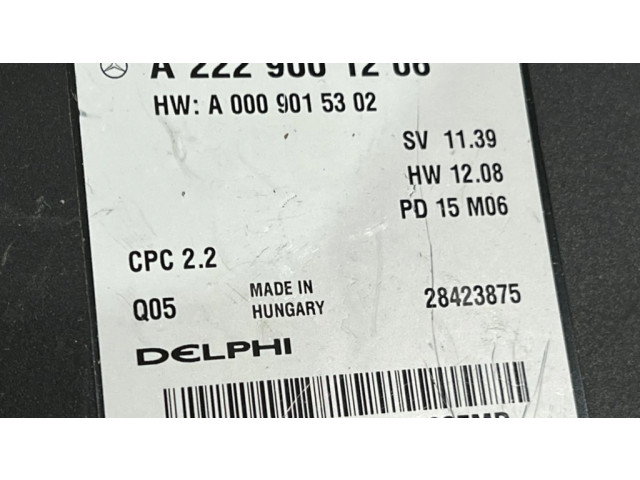 A 222 900 12 06
HW: A 000 901 53 02
SV 11.39
HW 12.08
PD 15 M06
CPC 2.2
Q05
MADE IN
HUNGARY
28423875
DELPHI